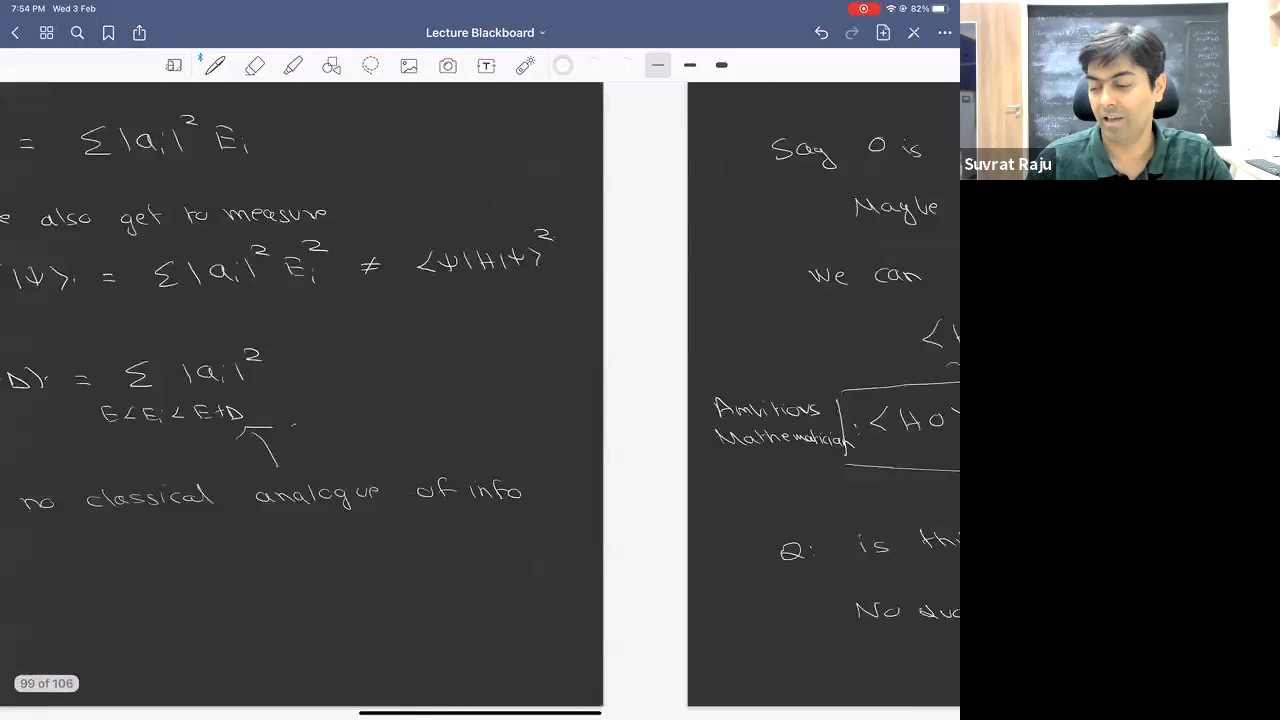 7:54 PM Wed 3 Feb
82%
Lecture Blackboard
= Σ |aᵢ|² Eᵢ
also get to measure
|ψ⟩ = Σ |aᵢ|² Eᵢ² ≠ ⟨ψ|H|ψ⟩²
Δ) = Σ |aᵢ|²
E < Eᵢ < E+Δ
no classical analogue of info
99 of 106
Say O is
Maybe
we can
⟨H
Ambitious
Mathematician: ⟨HO
Q: is thi
No
Suvrat Raju